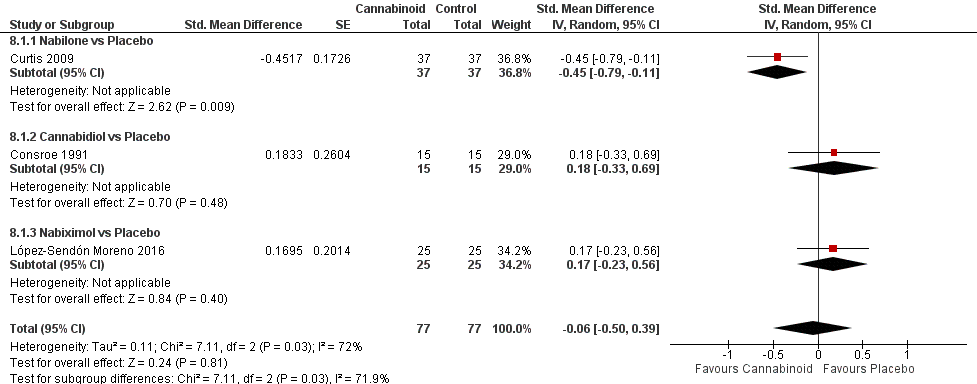 Cannabinoid Control Std. Mean Difference Std. Mean Difference
Study or Subgroup Std. Mean Difference SE Total Total Weight IV, Random, 95% CI IV, Random, 95% CI
8.1.1 Nabilone vs Placebo
Curtis 2009 -0.4517 0.1726 37 37 36.8% -0.45 [-0.79, -0.11]
Subtotal (95% CI) 37 37 36.8% -0.45 [-0.79, -0.11]
Heterogeneity: Not applicable
Test for overall effect: Z = 2.62 (P = 0.009)
8.1.2 Cannabidiol vs Placebo
Consroe 1991 0.1833 0.2604 15 15 29.0% 0.18 [-0.33, 0.69]
Subtotal (95% CI) 15 15 29.0% 0.18 [-0.33, 0.69]
Heterogeneity: Not applicable
Test for overall effect: Z = 0.70 (P = 0.48)
8.1.3 Nabiximol vs Placebo
López-Sendón Moreno 2016 0.1695 0.2014 25 25 34.2% 0.17 [-0.23, 0.56]
Subtotal (95% CI) 25 25 34.2% 0.17 [-0.23, 0.56]
Heterogeneity: Not applicable
Test for overall effect: Z = 0.84 (P = 0.40)
Total (95% CI) 77 77 100.0% -0.06 [-0.50, 0.39]
Heterogeneity: Tau² = 0.11; Chi² = 7.11, df = 2 (P = 0.03); I² = 72%
Test for overall effect: Z = 0.24 (P = 0.81)
Test for subgroup differences: Chi² = 7.11, df = 2 (P = 0.03), I² = 71.9%
-1 -0.5 0 0.5 1
Favours Cannabinoid Favours Placebo